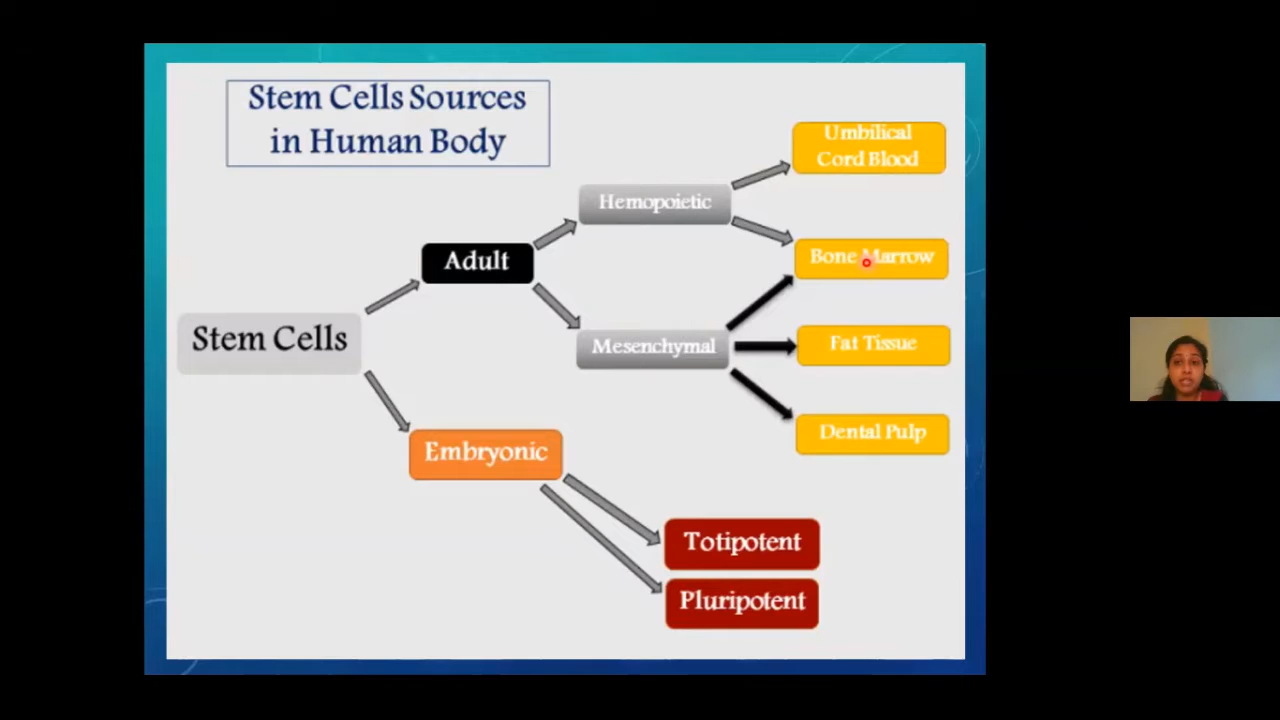 Stem Cells Sources
in Human Body
Umbilical
Cord Blood
Hemopoietic
Bone Marrow
Adult
Stem Cells
Mesenchymal
Fat Tissue
Dental Pulp
Embryonic
Totipotent
Pluripotent